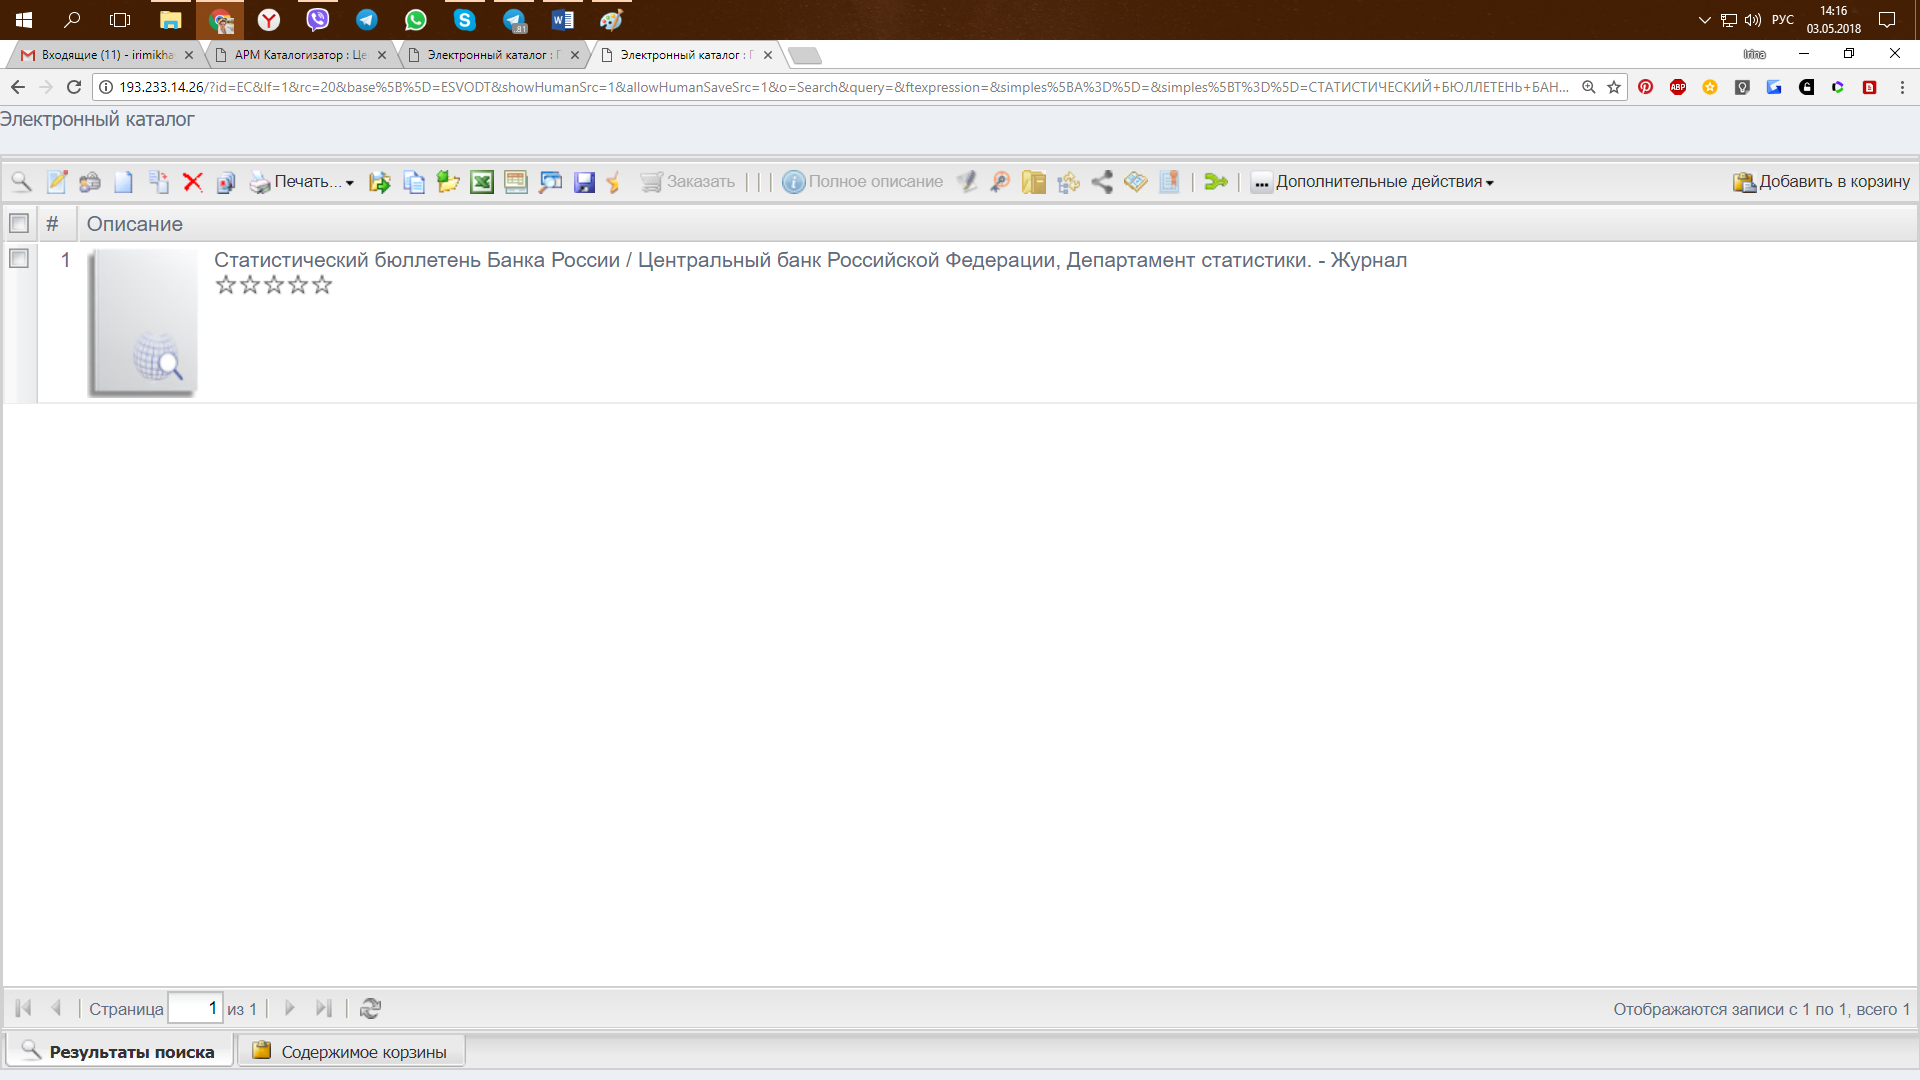 РУС
14:16
03.05.2018
Входящие (11) - irimikha
АРМ Каталогизатор : Це
Электронный каталог : Г
Электронный каталог : Г
Irina
193.233.14.26/?id=EC&lf=1&rc=20&base%5B%5D=ESVODT&showHumanSrc=1&allowHumanSaveSrc=1&o=Search&query=&ftexpression=&simples%5BA%3D%5D=&simples%5BT%3D%5D=СТАТИСТИЧЕСКИЙ+БЮЛЛЕТЕНЬ+БАН...
Электронный каталог
Печать... Заказать Полное описание ... Дополнительные действия Добавить в корзину
# Описание
1 Статистический бюллетень Банка России / Центральный банк Российской Федерации, Департамент статистики. - Журнал
Страница 1 из 1 Отображаются записи с 1 по 1, всего 1
Результаты поиска Содержимое корзины